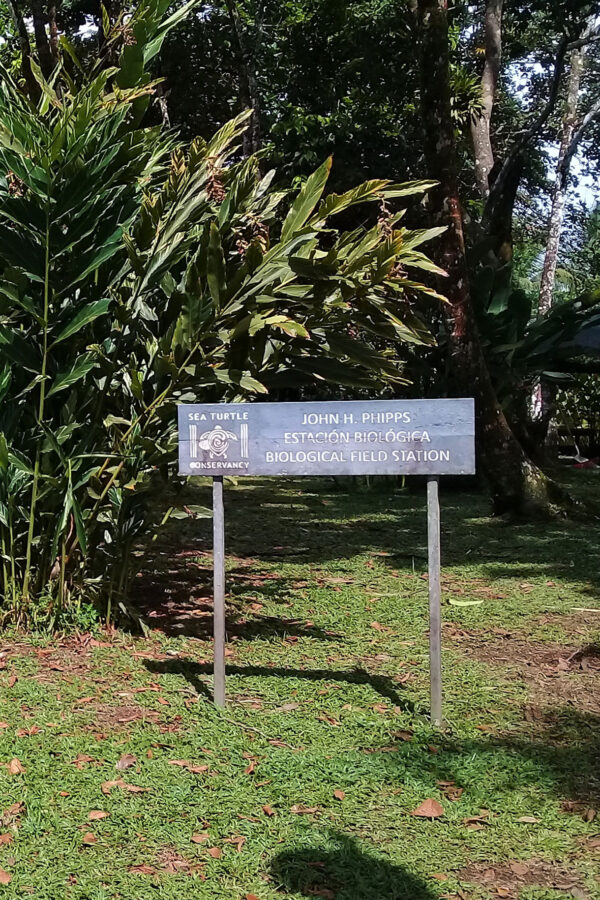 SEA TURTLE
CONSERVANCY
JOHN H. PHIPPS
ESTACIÓN BIOLÓGICA
BIOLOGICAL FIELD STATION